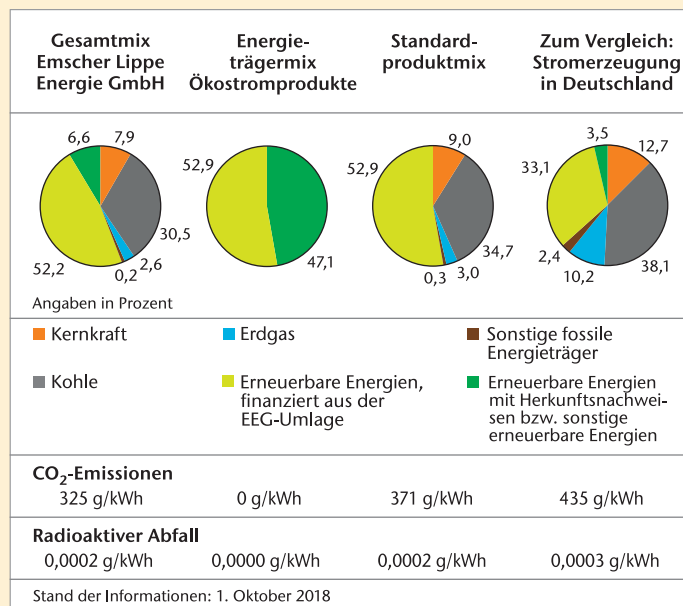 Gesamtmix
Emscher Lippe
Energie GmbH
Energie-
trägermix
Ökostromprodukte
Standard-
produktmix
Zum Vergleich:
Stromerzeugung
in Deutschland
6,6
7,9
30,5
2,6
0,2
52,2
52,9
47,1
52,9
9,0
34,7
3,0
0,3
3,5
12,7
33,1
38,1
10,2
2,4
Angaben in Prozent
Kernkraft
Erdgas
Sonstige fossile
Energieträger
Kohle
Erneuerbare Energien,
finanziert aus der
EEG-Umlage
Erneuerbare Energien
mit Herkunftsnachwei-
sen bzw. sonstige
erneuerbare Energien
CO₂-Emissionen
325 g/kWh 0 g/kWh 371 g/kWh 435 g/kWh
Radioaktiver Abfall
0,0002 g/kWh 0,0000 g/kWh 0,0002 g/kWh 0,0003 g/kWh
Stand der Informationen: 1. Oktober 2018